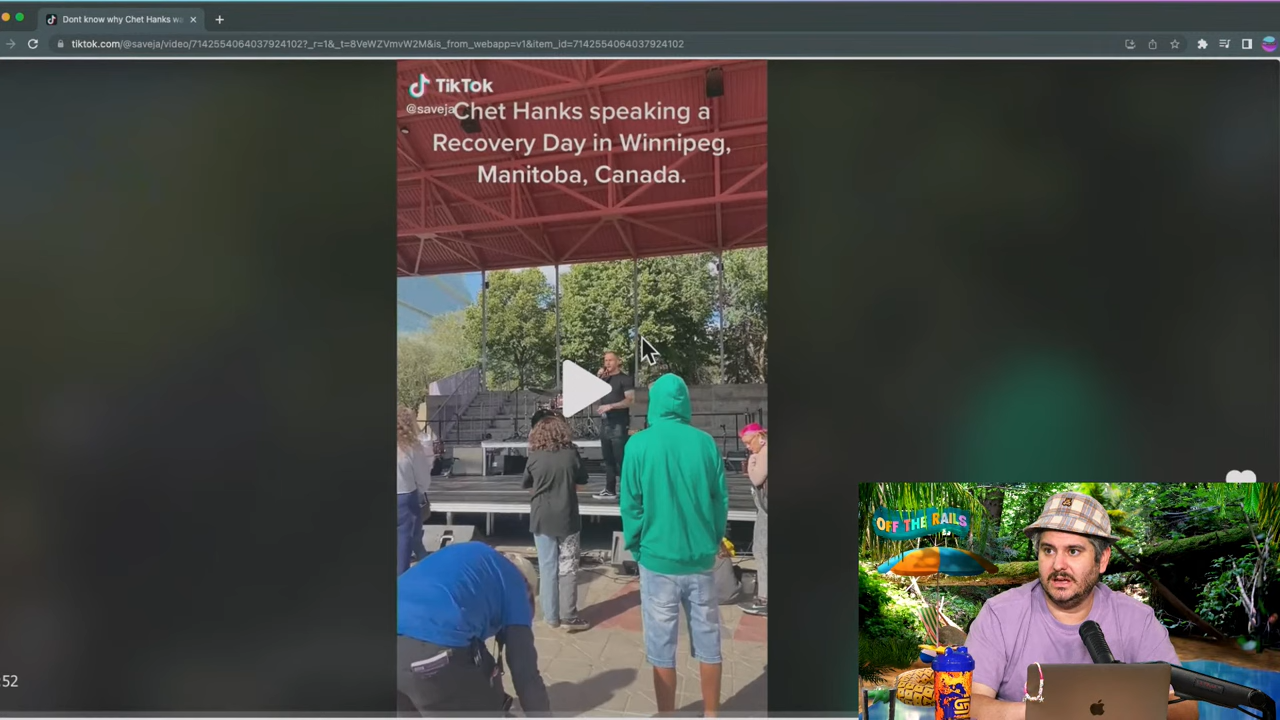 Dont know why Chet Hanks wa
tiktok.com/@saveja/video/7142554064037924102?_r=1&_t=8VeWZVmvW2M&is_from_webapp=v1&item_id=7142554064037924102
TikTok
@saveja
Chet Hanks speaking a
Recovery Day in Winnipeg,
Manitoba, Canada.
:52
OFF THE RAILS